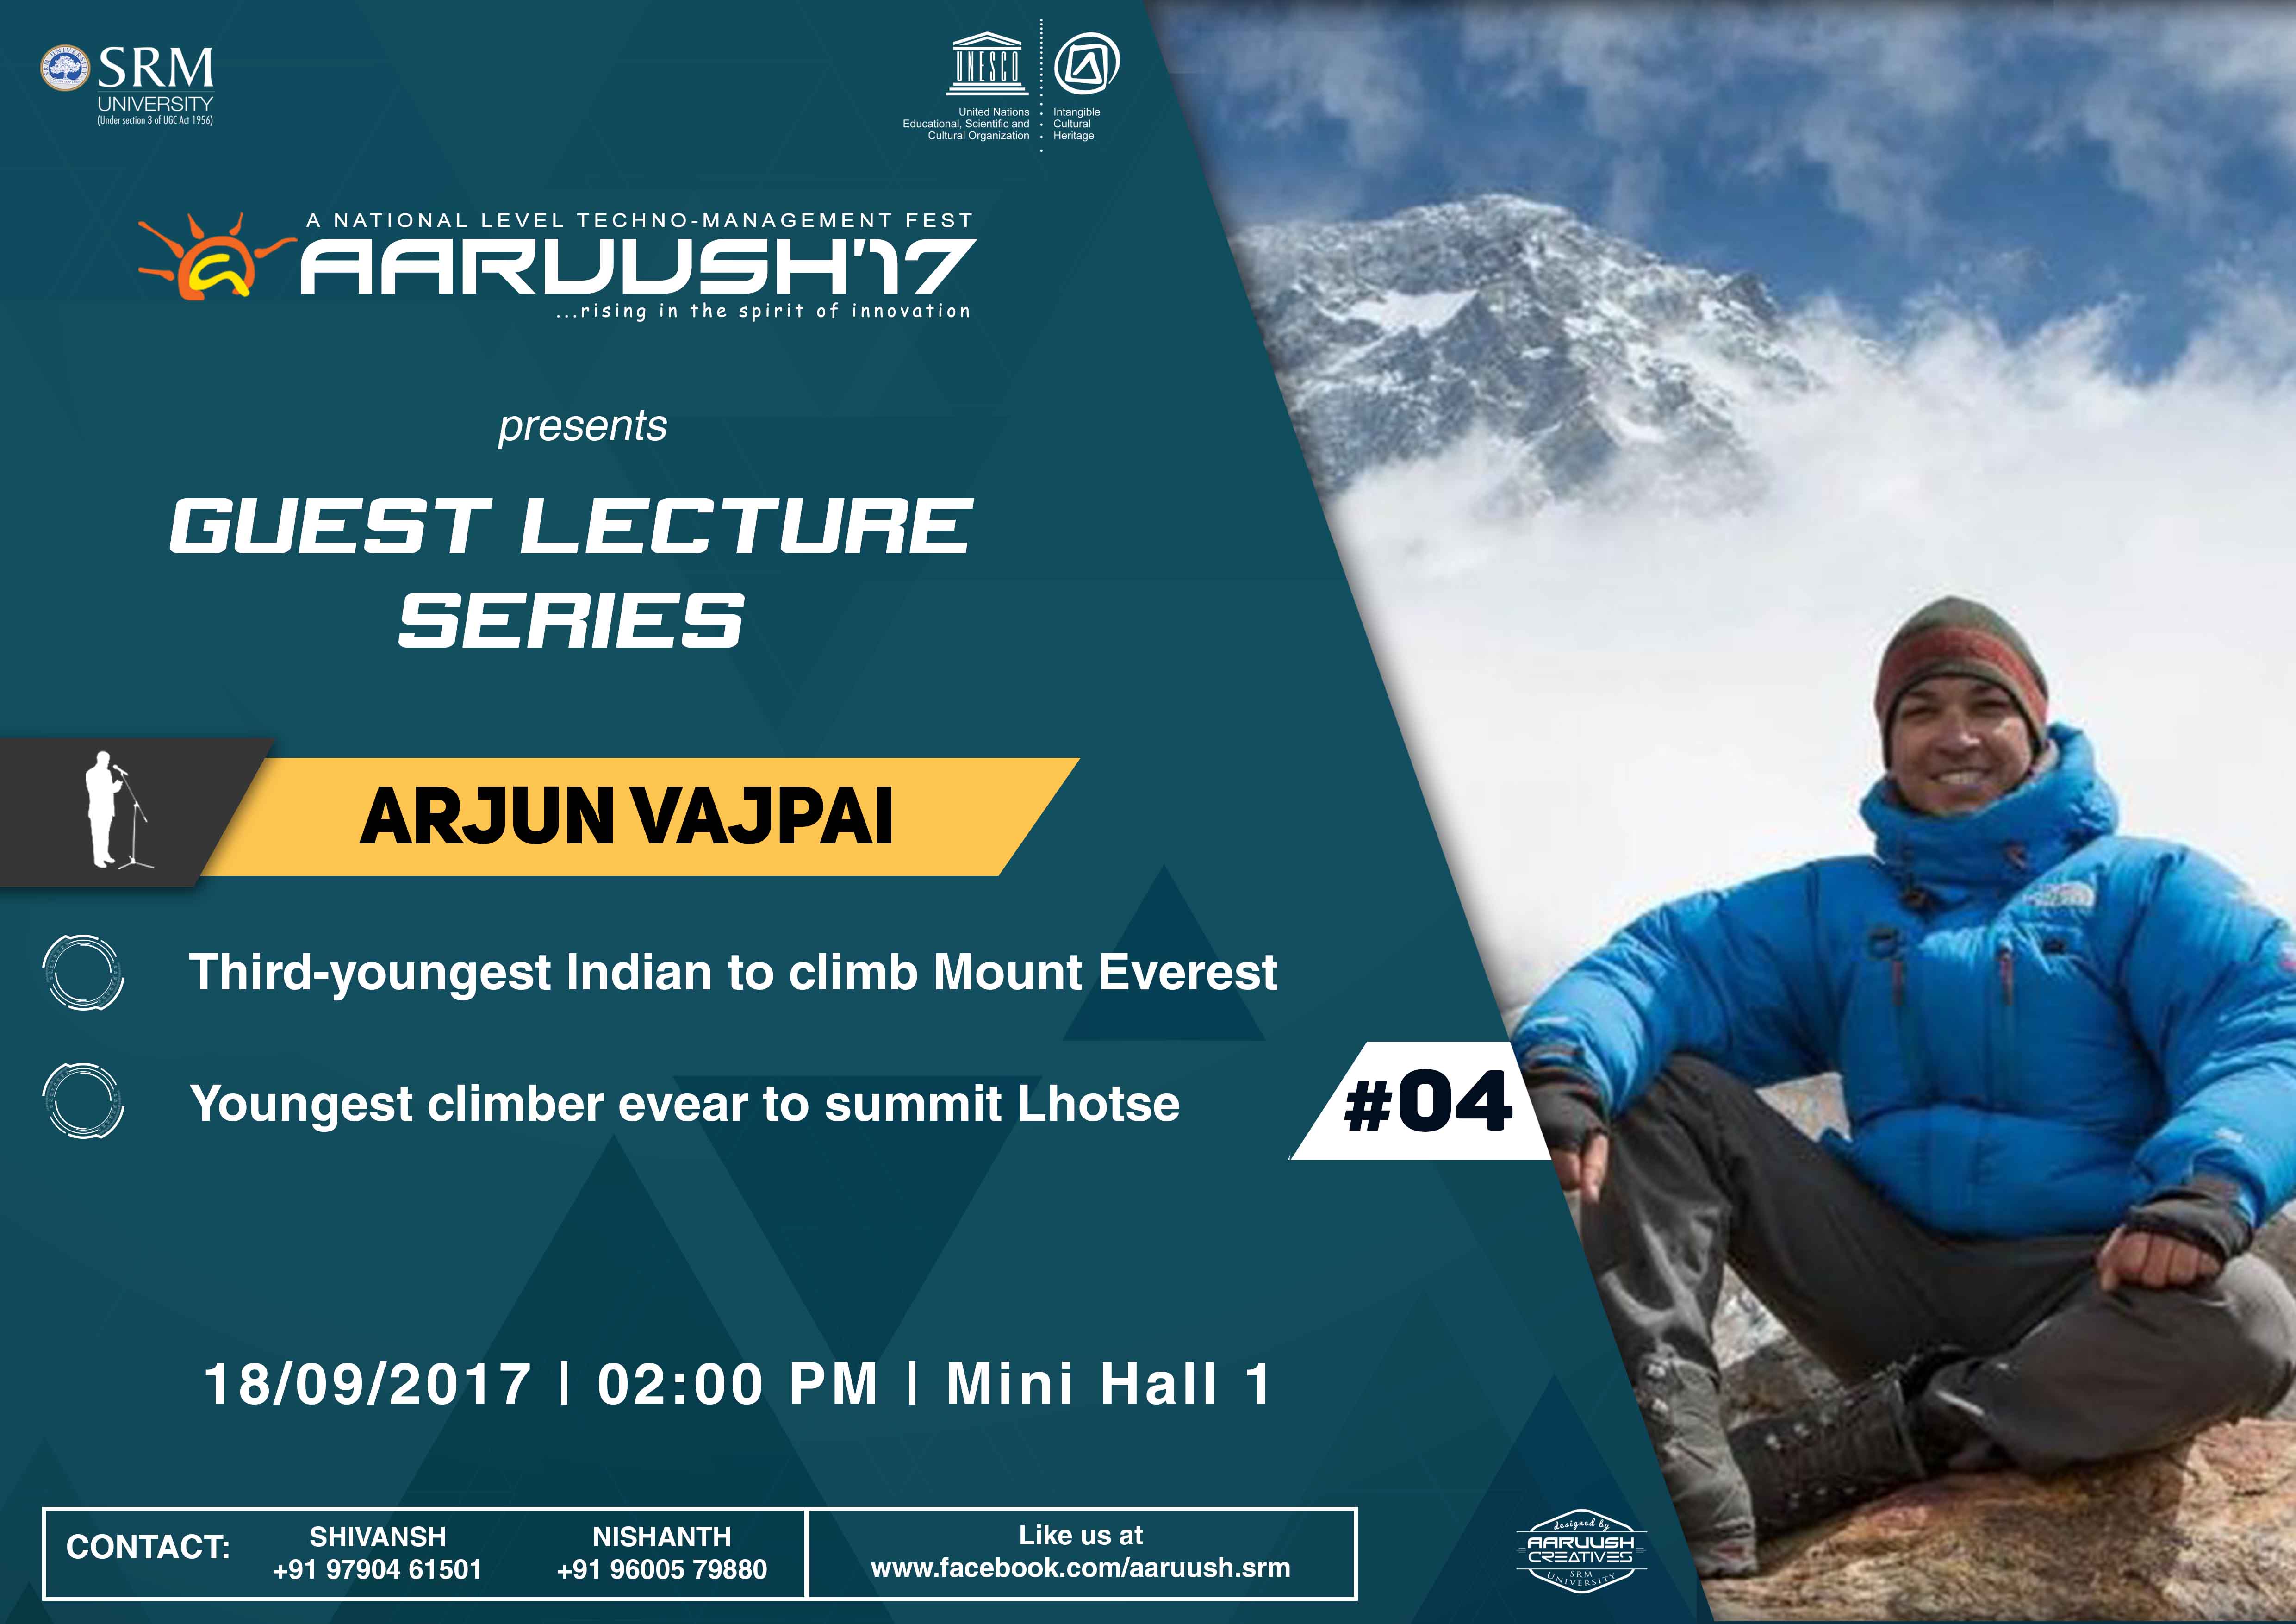 SRM
UNIVERSITY
(Under section 3 of UGC Act 1956)
UNESCO
United Nations
Educational, Scientific and
Cultural Organization
Intangible
Cultural
Heritage
A NATIONAL LEVEL TECHNO-MANAGEMENT FEST
AARUUSH'17
...rising in the spirit of innovation
presents
GUEST LECTURE
SERIES
ARJUN VAJPAI
Third-youngest Indian to climb Mount Everest
Youngest climber evear to summit Lhotse
#04
18/09/2017 | 02:00 PM | Mini Hall 1
CONTACT:
SHIVANSH
+91 97904 61501
NISHANTH
+91 96005 79880
Like us at
www.facebook.com/aaruush.srm
designed by
AARUUSH
CREATIVES
SRM
UNIVERSITY